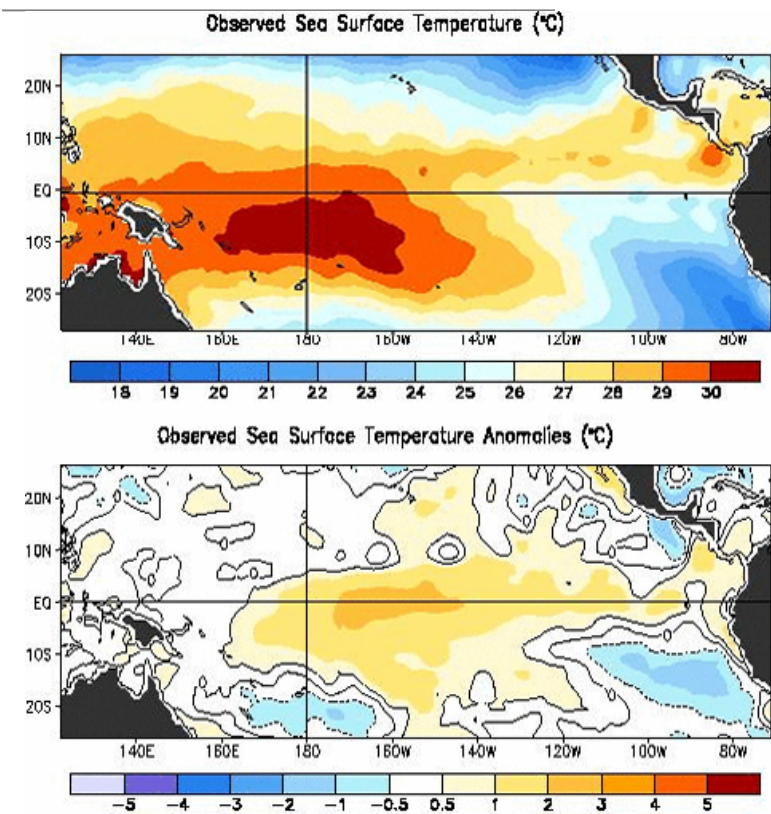 Observed Sea Surface Temperature (°C)
20N
10N
EQ
10S
20S
140E 160E 180 160W 140W 120W 100W 80W
18 19 20 21 22 23 24 25 26 27 28 29 30
Observed Sea Surface Temperature Anomalies (°C)
20N
10N
EQ
10S
20S
140E 160E 180 160W 140W 120W 100W 80W
-5 -4 -3 -2 -1 -0.5 0.5 1 2 3 4 5